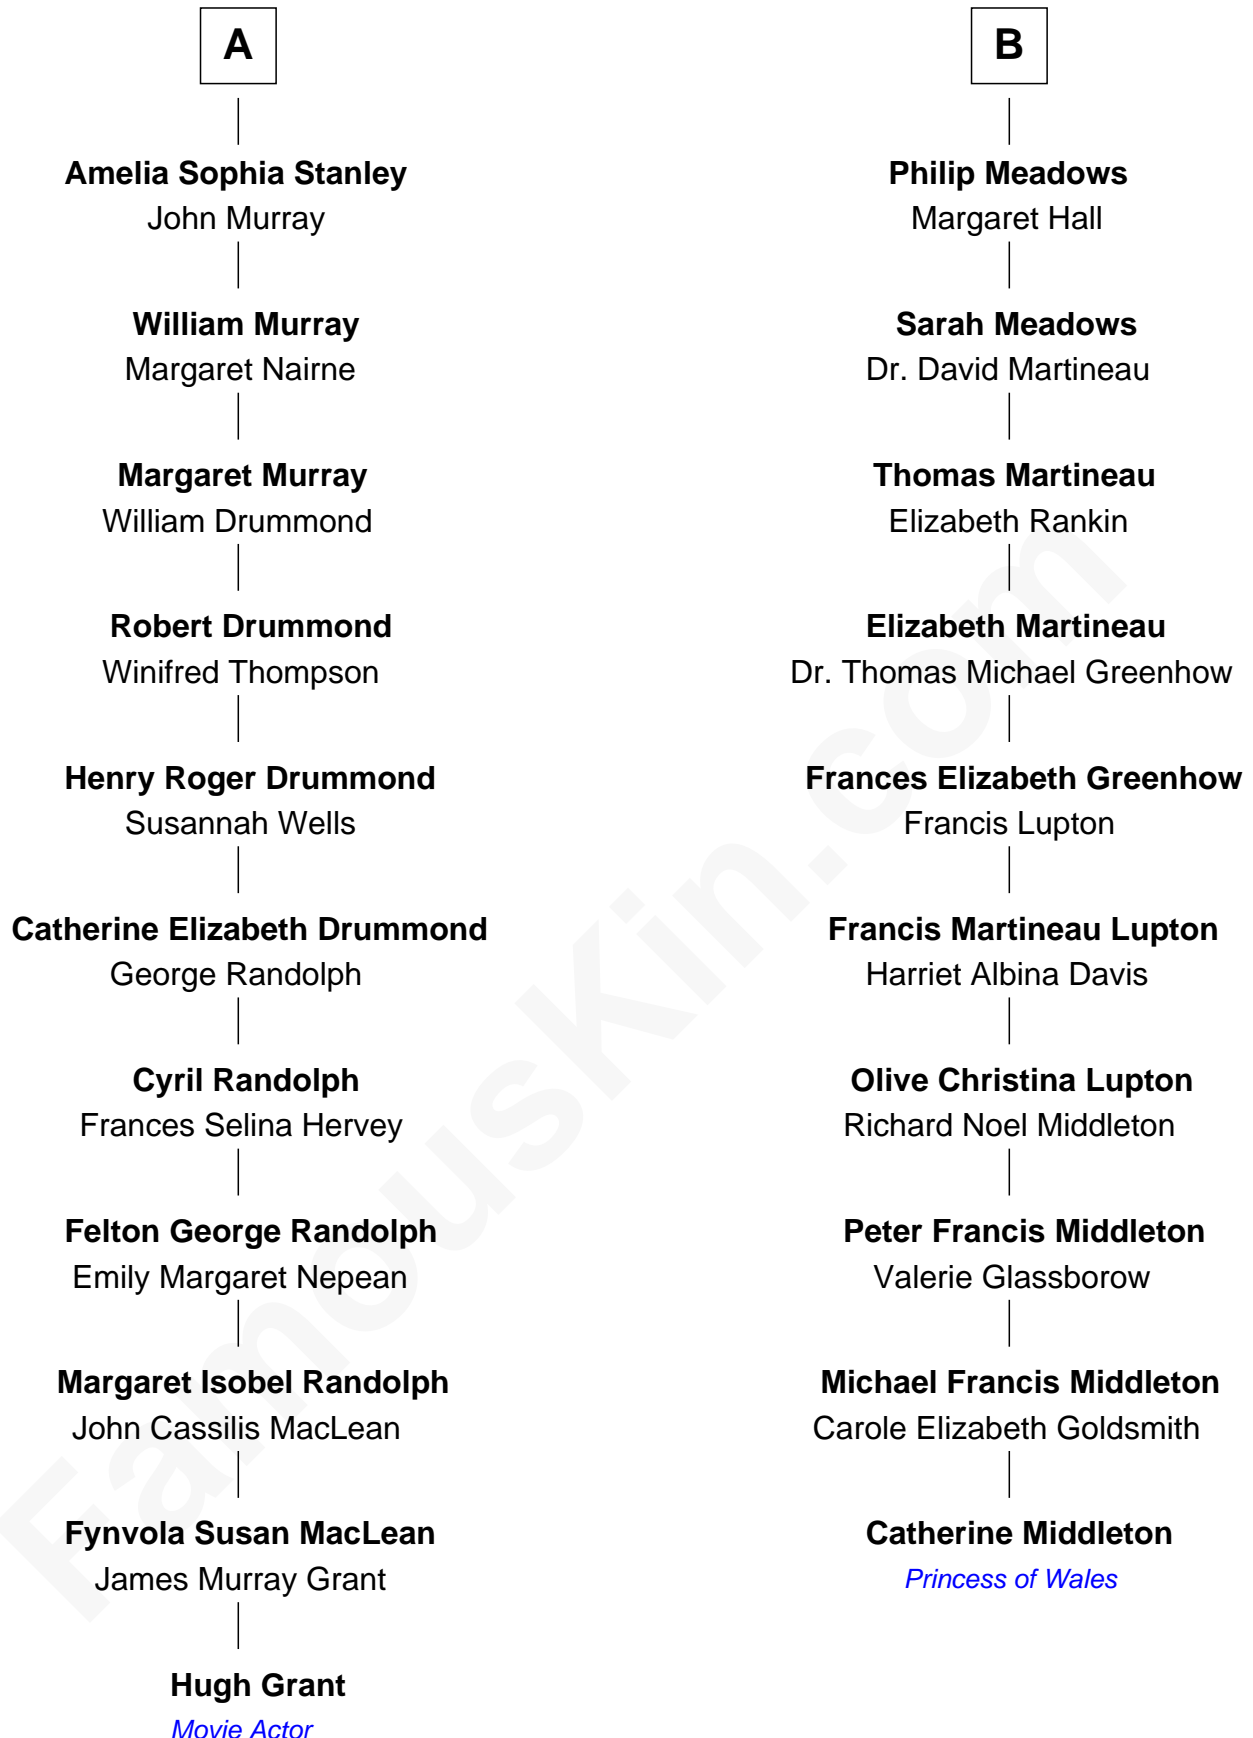 A
Amelia Sophia Stanley
John Murray
William Murray
Margaret Nairne
Margaret Murray
William Drummond
Robert Drummond
Winifred Thompson
Henry Roger Drummond
Susannah Wells
Catherine Elizabeth Drummond
George Randolph
Cyril Randolph
Frances Selina Hervey
Felton George Randolph
Emily Margaret Nepean
Margaret Isobel Randolph
John Cassilis MacLean
Fynvola Susan MacLean
James Murray Grant
Hugh Grant
Movie Actor
B
Philip Meadows
Margaret Hall
Sarah Meadows
Dr. David Martineau
Thomas Martineau
Elizabeth Rankin
Elizabeth Martineau
Dr. Thomas Michael Greenhow
Frances Elizabeth Greenhow
Francis Lupton
Francis Martineau Lupton
Harriet Albina Davis
Olive Christina Lupton
Richard Noel Middleton
Peter Francis Middleton
Valerie Glassborow
Michael Francis Middleton
Carole Elizabeth Goldsmith
Catherine Middleton
Princess of Wales
FamousKin.com